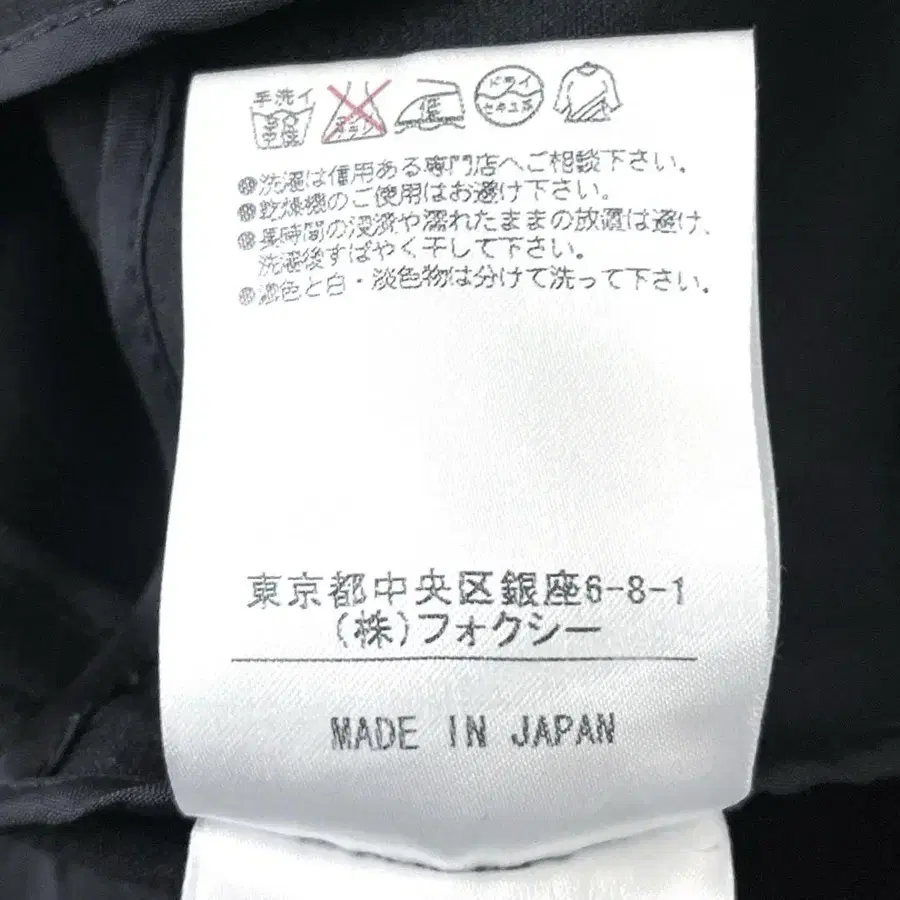 手洗イ
ドライ
セキユ系
低
●洗濯は信用ある専門店へご相談下さい。
●乾燥機のご使用はお避け下さい。
●長時間の浸漬や濡れたままの放置は避け、
洗濯後すばやく干して下さい。
●濃色と白・淡色物は分けて洗って下さい。
東京都中央区銀座6-8-1
(株)フォクシー
MADE IN JAPAN